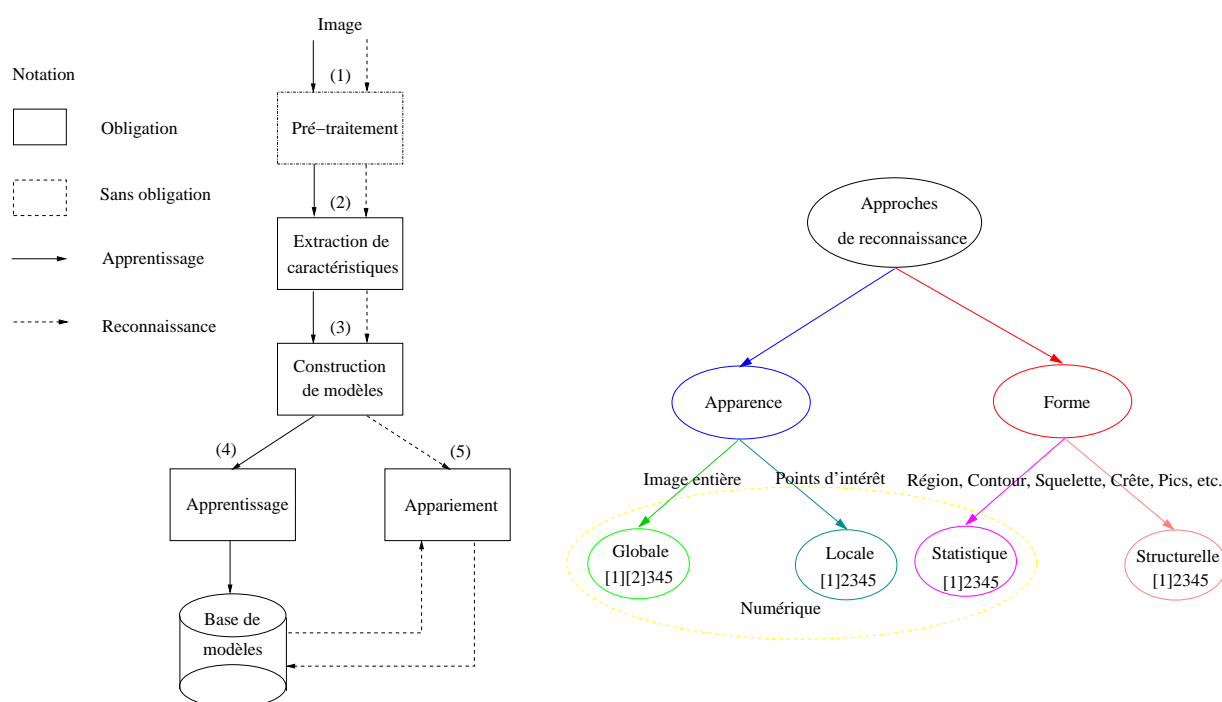 Image
Notation
(1)
Obligation
Pré−traitement
Sans obligation
(2)
Extraction de
caractéristiques
Apprentissage
Reconnaissance
(3)
Construction
de modèles
(4)
(5)
Apprentissage
Appariement
Base de
modèles
Approches
de reconnaissance
Apparence
Forme
Image entière
Points d’intérêt
Région, Contour, Squelette, Crête, Pics, etc.
Globale
[1][2]345
Locale
[1]2345
Statistique
[1]2345
Structurelle
[1]2345
Numérique